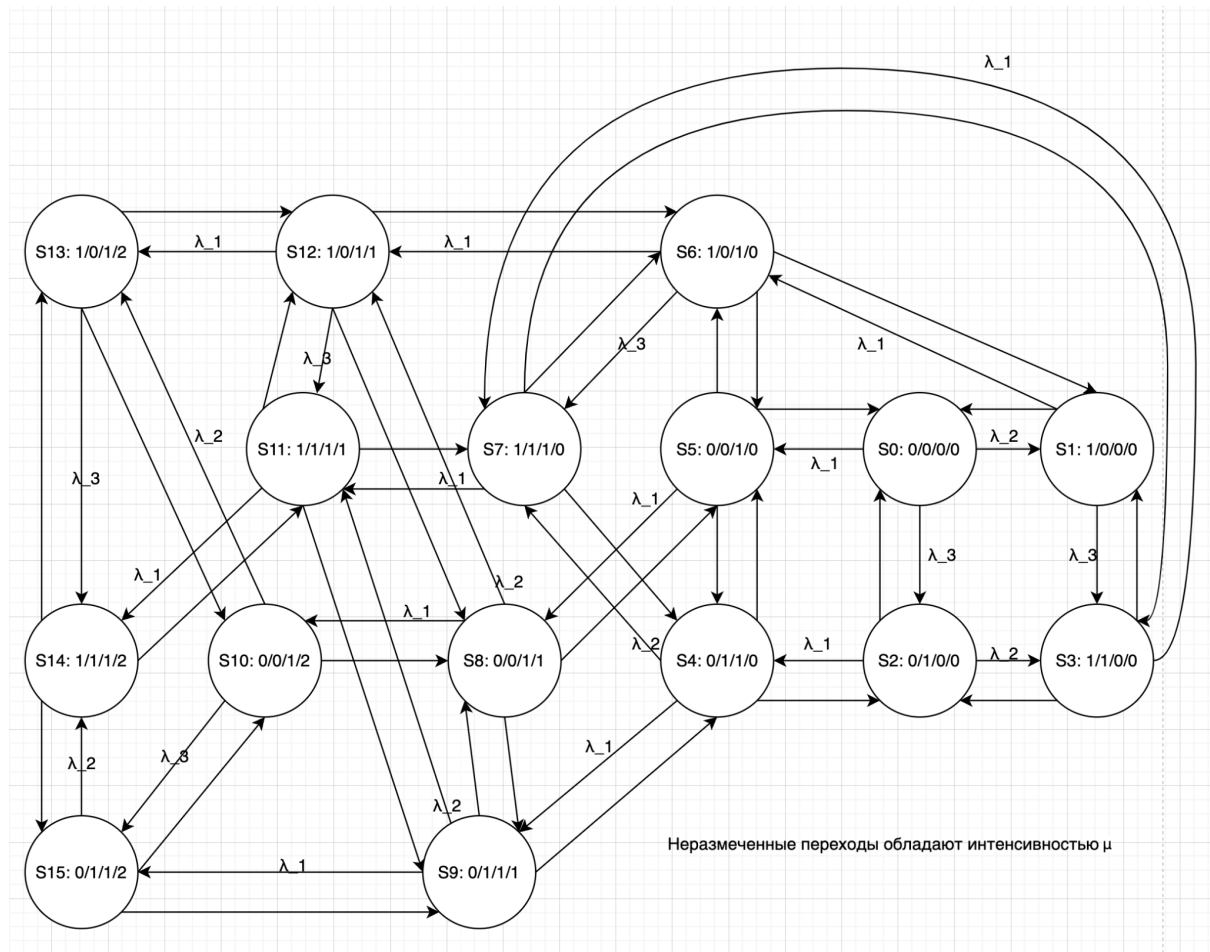 λ_1
S13: 1/0/1/2
λ_1
S12: 1/0/1/1
λ_1
S6: 1/0/1/0
λ_3
λ_3
λ_1
λ_2
S11: 1/1/1/1
S7: 1/1/1/0
S5: 0/0/1/0
S0: 0/0/0/0
λ_2
S1: 1/0/0/0
λ_1
λ_3
λ_1
λ_1
λ_3
λ_3
λ_1
λ_2
λ_1
λ_2
λ_1
λ_2
S14: 1/1/1/2
S10: 0/0/1/2
S8: 0/0/1/1
S4: 0/1/1/0
S2: 0/1/0/0
S3: 1/1/0/0
λ_2
λ_3
λ_1
λ_2
Неразмеченные переходы обладают интенсивностью μ
S15: 0/1/1/2
λ_1
S9: 0/1/1/1